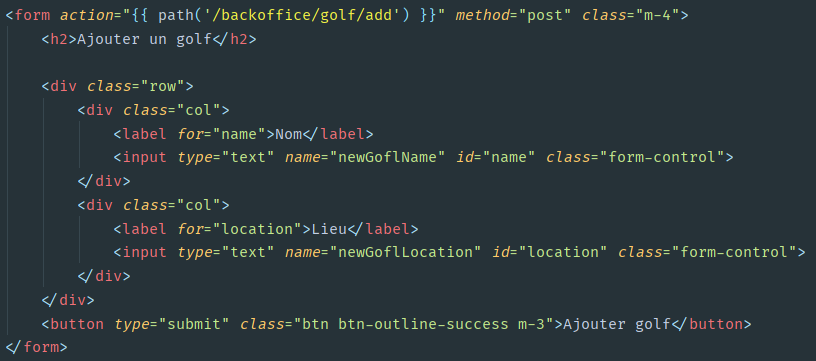 <form action="{{ path('/backoffice/golf/add') }}" method="post" class="m-4">
<h2>Ajouter un golf</h2>
<div class="row">
<div class="col">
<label for="name">Nom</label>
<input type="text" name="newGoflName" id="name" class="form-control">
</div>
<div class="col">
<label for="location">Lieu</label>
<input type="text" name="newGoflLocation" id="location" class="form-control">
</div>
</div>
<button type="submit" class="btn btn-outline-success m-3">Ajouter golf</button>
</form>